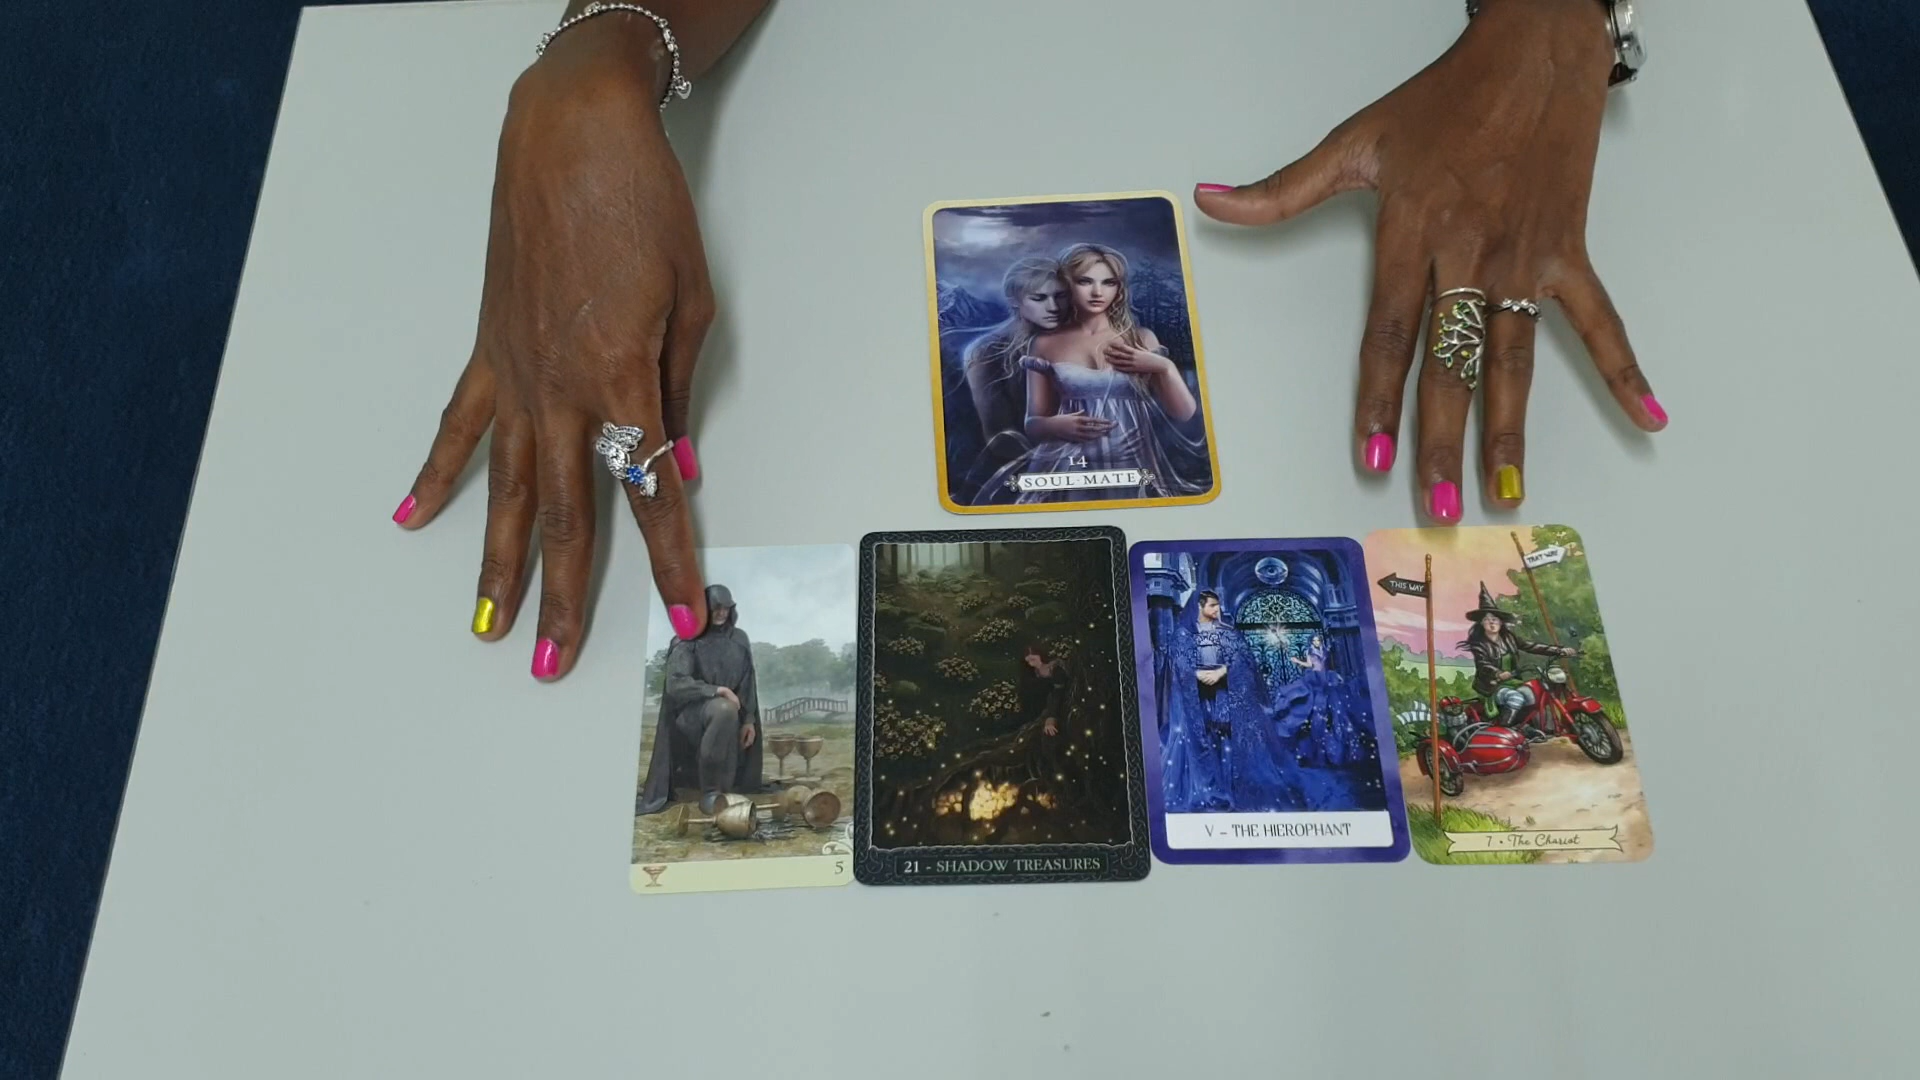 14
SOUL·MATE
THIS WAY
THAT WAY
5
21 - SHADOW TREASURES
V - THE HIEROPHANT
7 • The Chariot